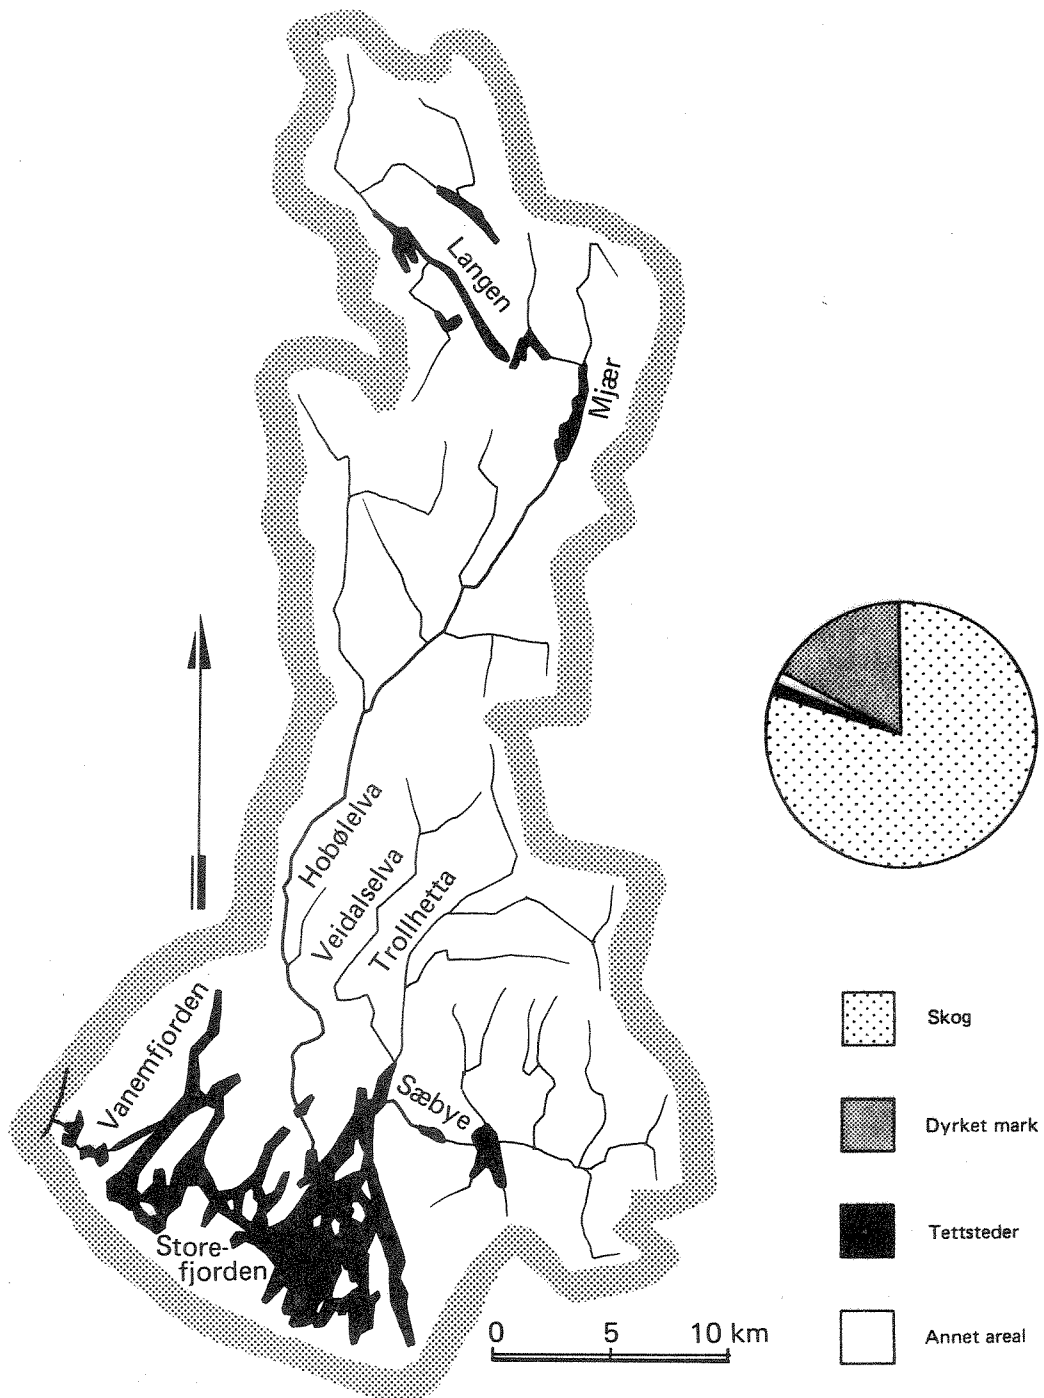 Langen
Mjær
Hobølelva
Veidalselva
Trollhetta
Vanemfjorden
Sæbye
Store-
fjorden
0 5 10 km
Skog
Dyrket mark
Tettsteder
Annet areal